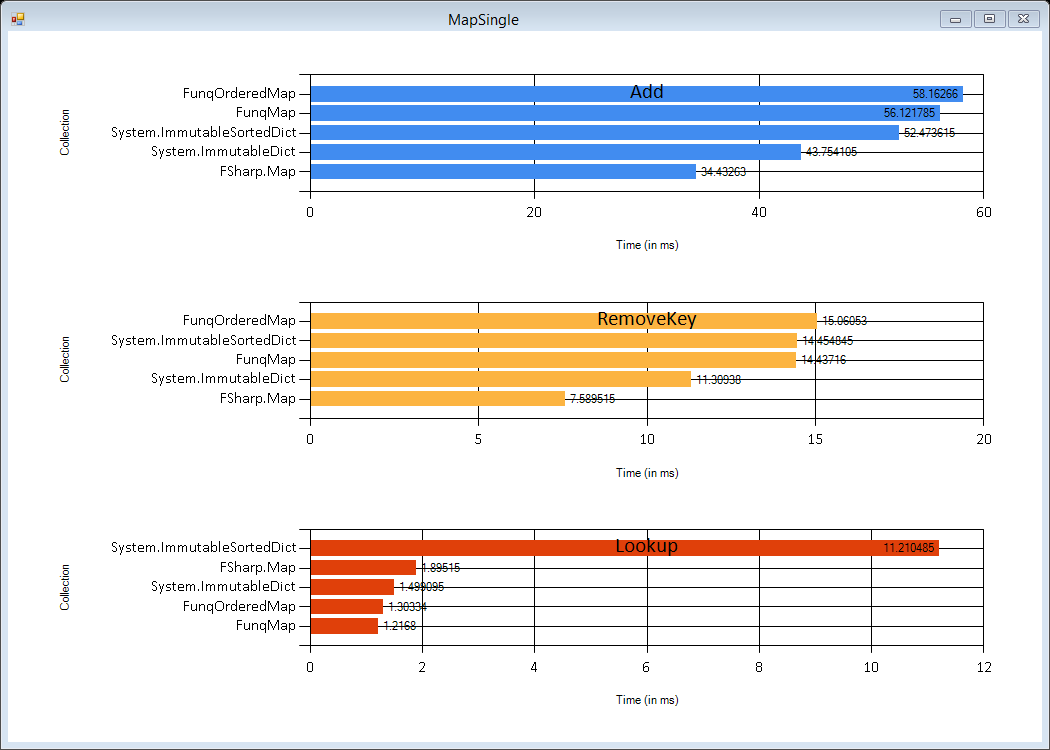 MapSingle
Add
Collection
FunqOrderedMap 58.16266
FunqMap 56.121785
System.ImmutableSortedDict 52.473615
System.ImmutableDict 43.754105
FSharp.Map 34.43263
0 20 40 60
Time (in ms)
RemoveKey
Collection
FunqOrderedMap 15.06053
System.ImmutableSortedDict 14.454845
FunqMap 14.43716
System.ImmutableDict 11.30938
FSharp.Map 7.589515
0 5 10 15 20
Time (in ms)
Lookup
Collection
System.ImmutableSortedDict 11.210485
FSharp.Map 1.89515
System.ImmutableDict 1.499095
FunqOrderedMap 1.30334
FunqMap 1.2168
0 2 4 6 8 10 12
Time (in ms)